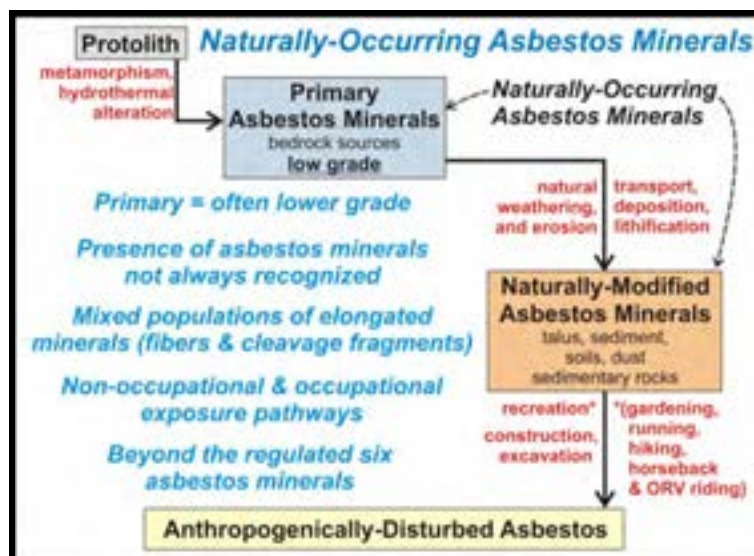 Protolith
Naturally-Occurring Asbestos Minerals
metamorphism,
hydrothermal
alteration
Primary
Asbestos Minerals
bedrock sources
low grade
Naturally-Occurring
Asbestos Minerals
natural
weathering,
and erosion
transport,
deposition,
lithification
Primary = often lower grade
Presence of asbestos minerals
not always recognized
Mixed populations of elongated
minerals (fibers & cleavage fragments)
Non-occupational & occupational
exposure pathways
Beyond the regulated six
asbestos minerals
Naturally-Modified
Asbestos Minerals
talus, sediment,
soils, dust
sedimentary rocks
recreation*
construction,
excavation
*(gardening,
running,
hiking,
horseback
& ORV riding)
Anthropogenically-Disturbed Asbestos